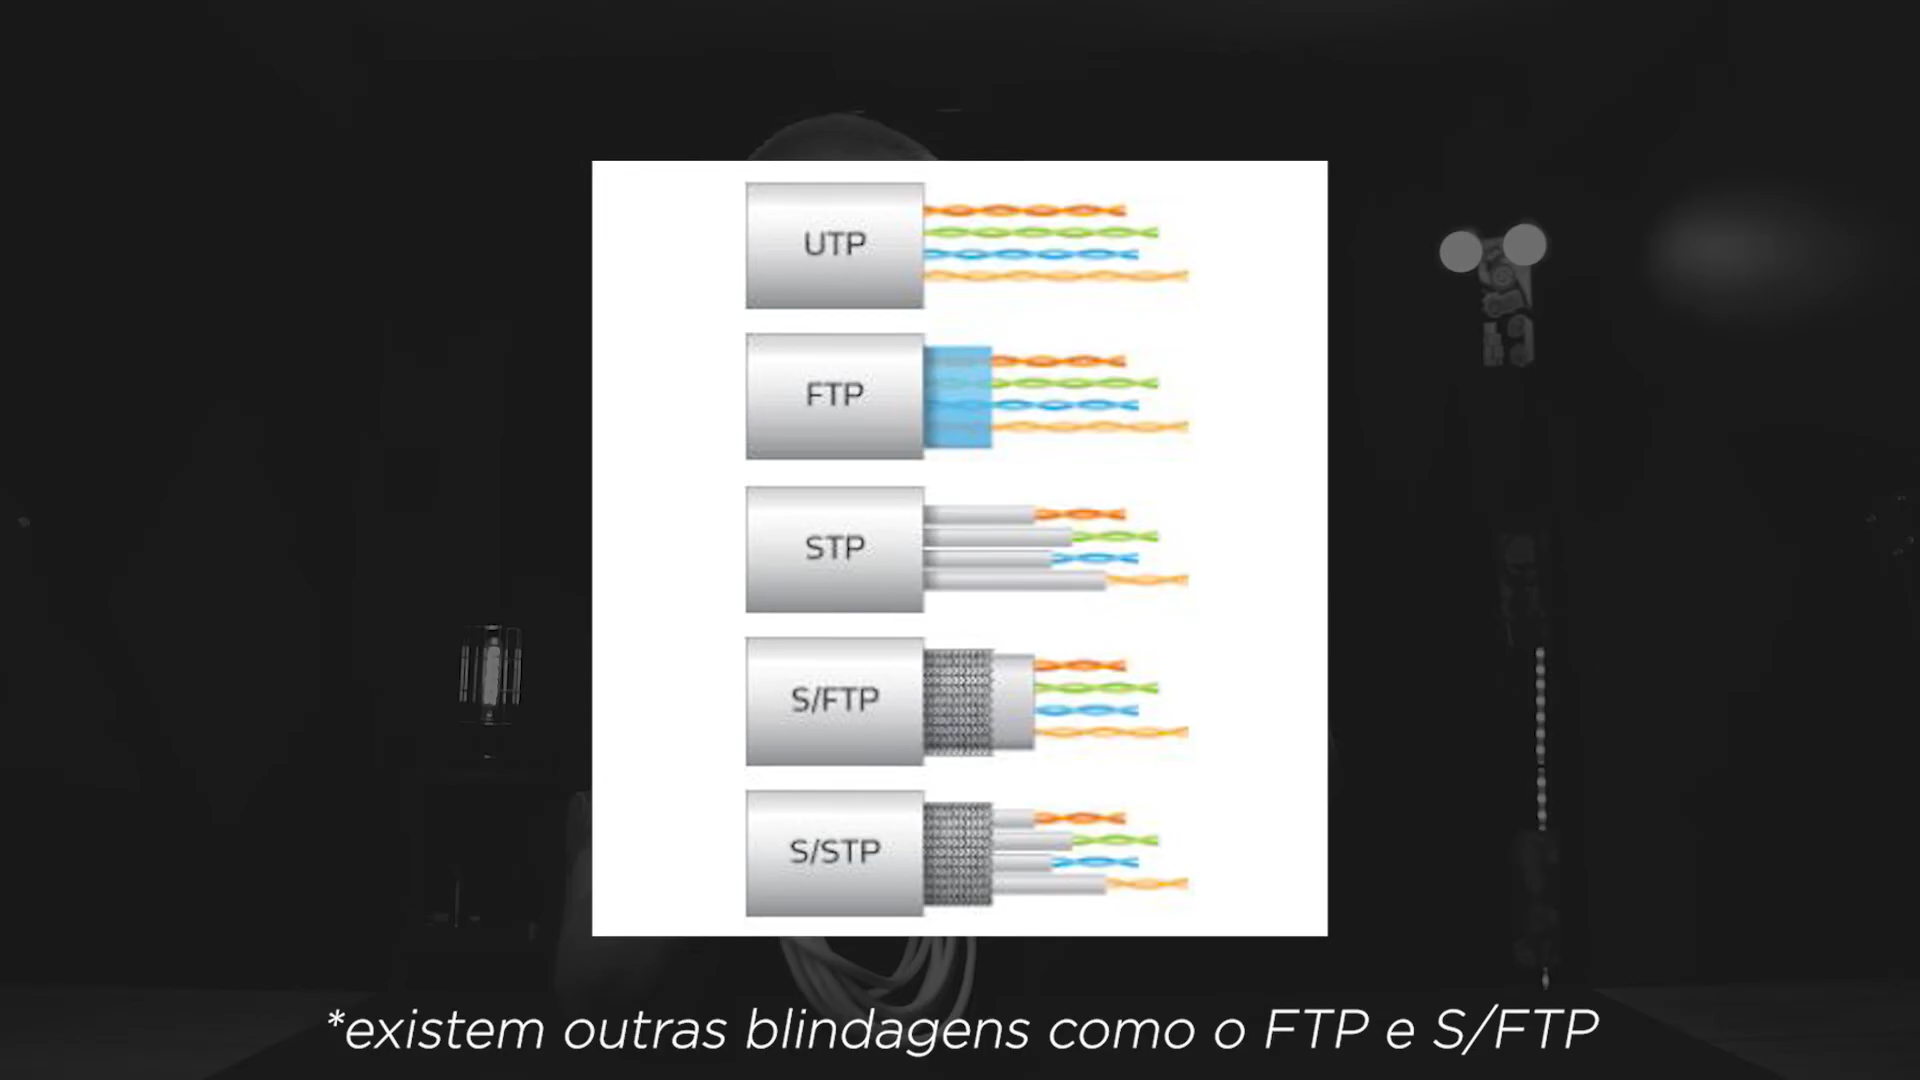 UTP
FTP
STP
S/FTP
S/STP
*existem outras blindagens como o FTP e S/FTP